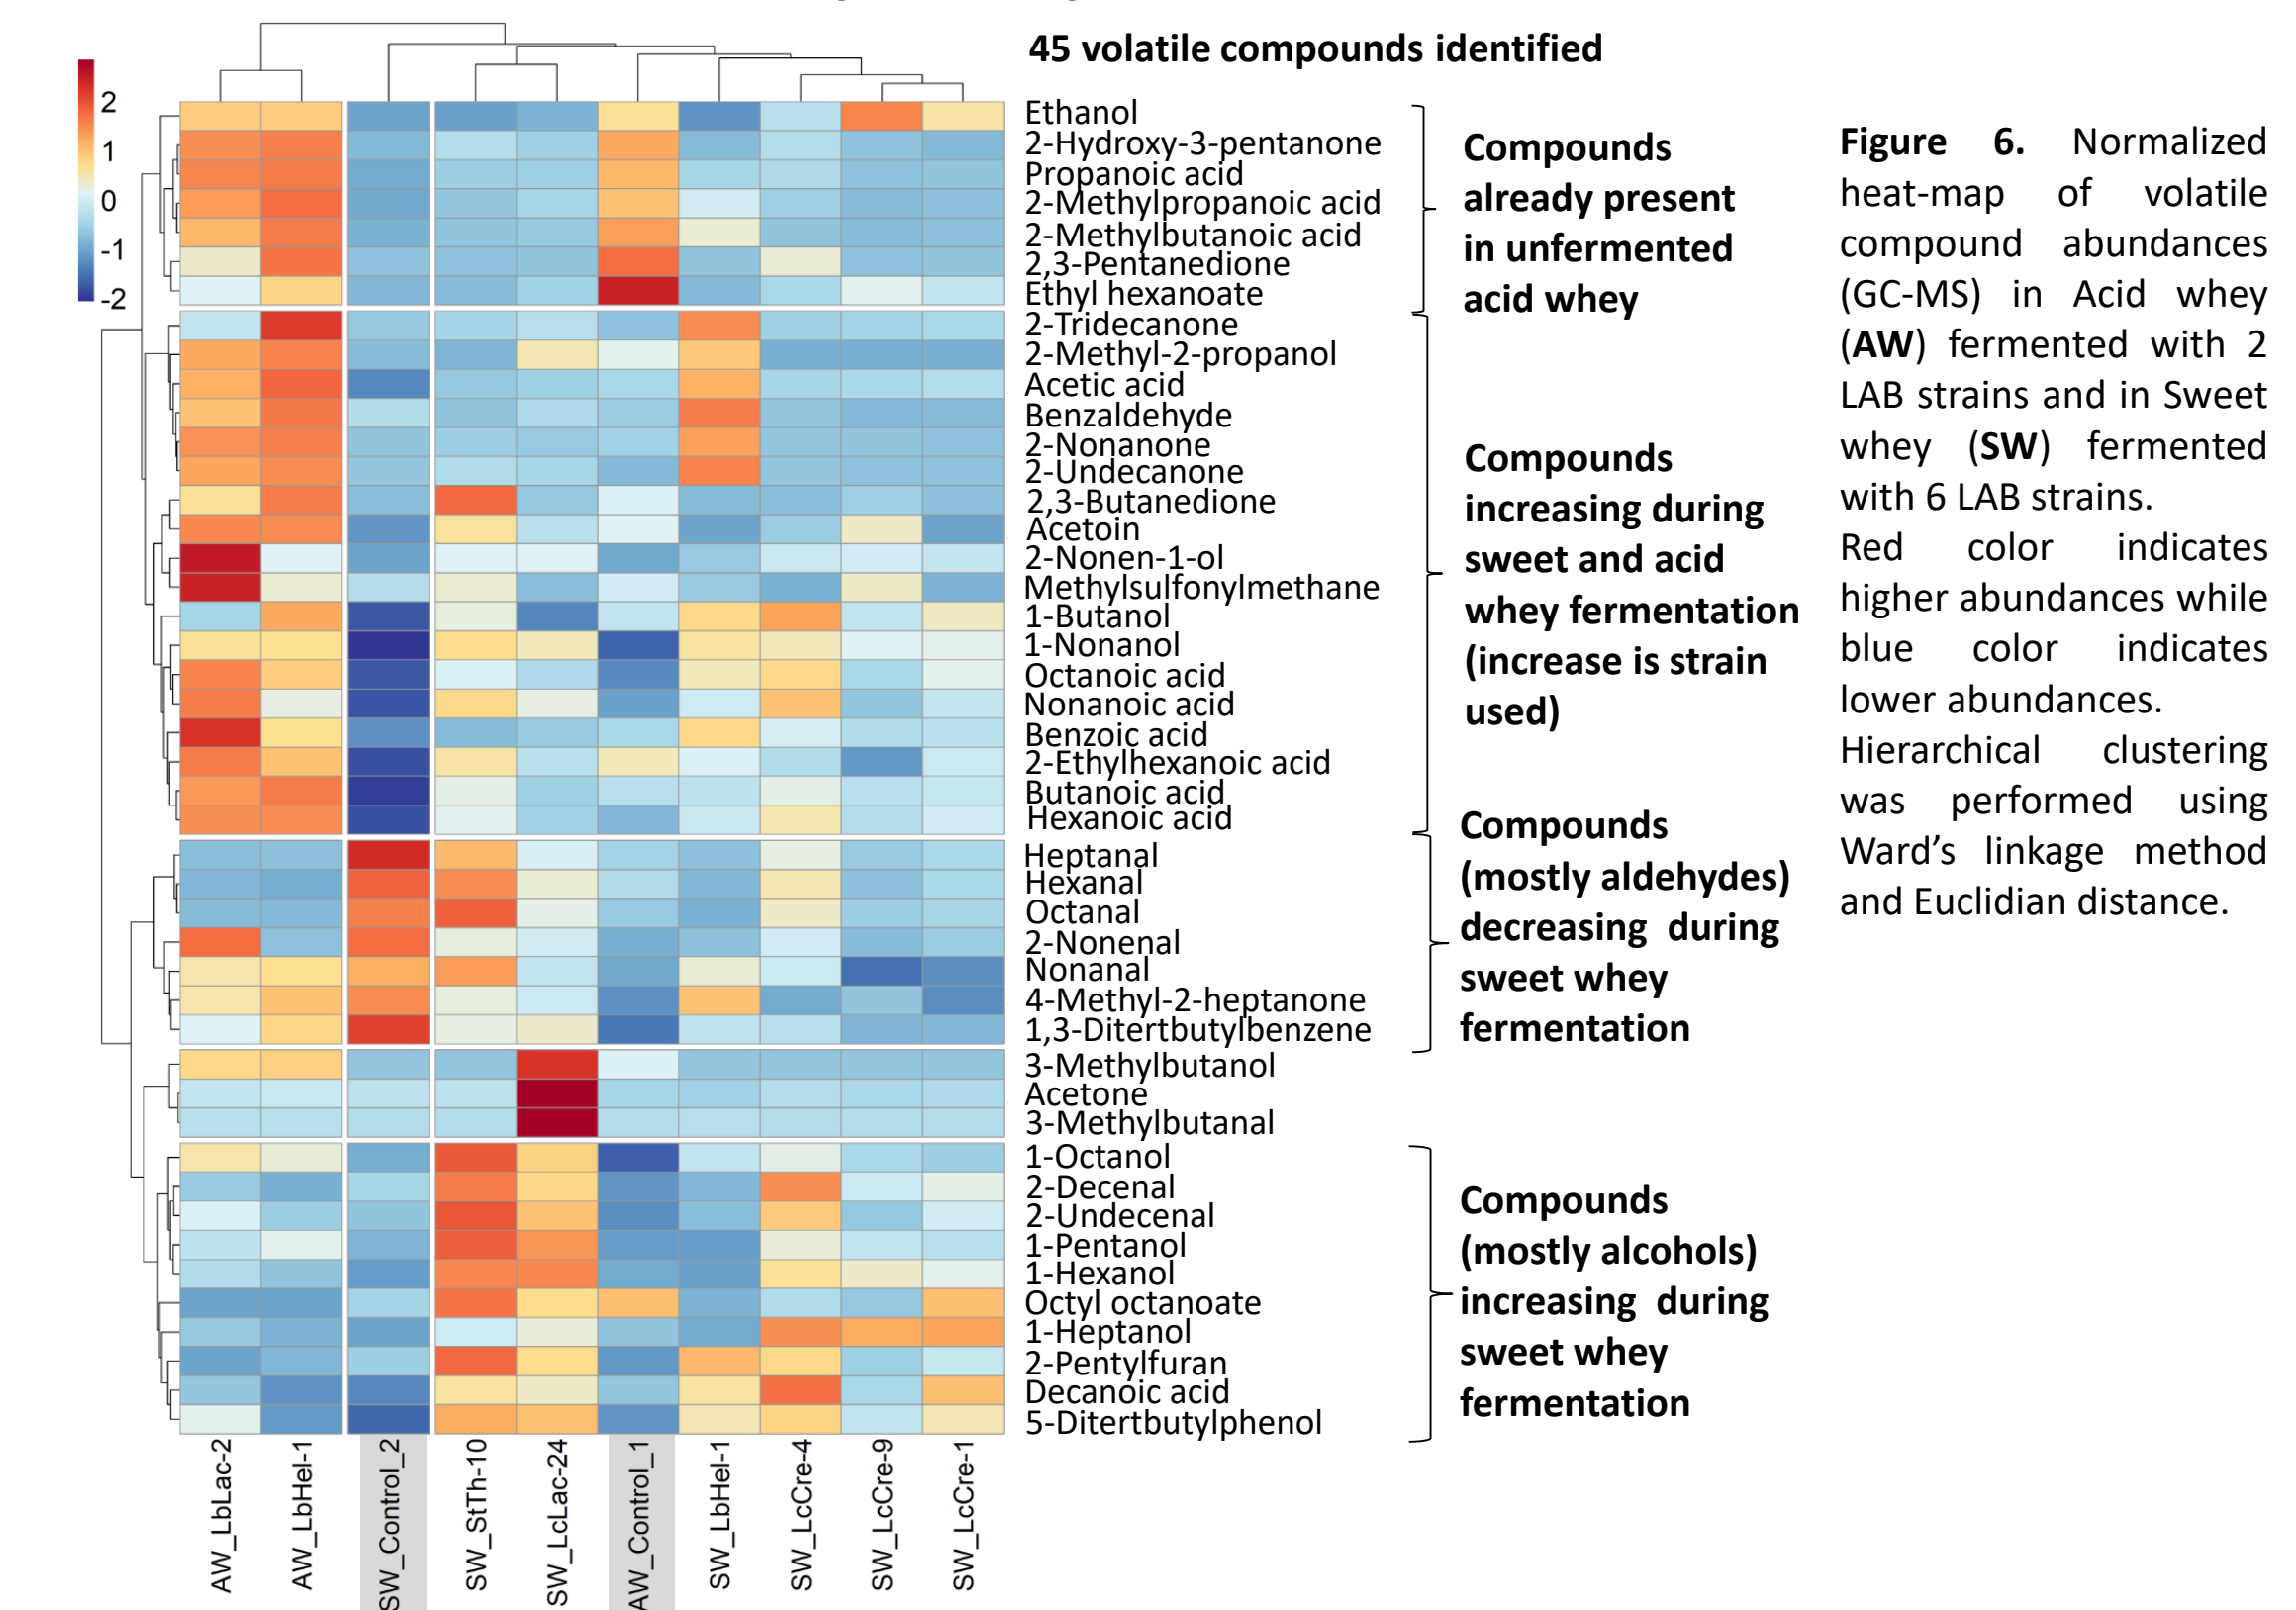 45 volatile compounds identified
2
1
0
-1
-2
Ethanol
2-Hydroxy-3-pentanone
Propanoic acid
2-Methylpropanoic acid
2-Methylbutanoic acid
2,3-Pentanedione
Ethyl hexanoate
2-Tridecanone
2-Methyl-2-propanol
Acetic acid
Benzaldehyde
2-Nonanone
2-Undecanone
2,3-Butanedione
Acetoin
2-Nonen-1-ol
Methylsulfonylmethane
1-Butanol
1-Nonanol
Octanoic acid
Nonanoic acid
Benzoic acid
2-Ethylhexanoic acid
Butanoic acid
Hexanoic acid
Heptanal
Hexanal
Octanal
2-Nonenal
Nonanal
4-Methyl-2-heptanone
1,3-Ditertbutylbenzene
3-Methylbutanol
Acetone
3-Methylbutanal
1-Octanol
2-Decenal
2-Undecenal
1-Pentanol
1-Hexanol
Octyl octanoate
1-Heptanol
2-Pentylfuran
Decanoic acid
5-Ditertbutylphenol
Compounds
already present
in unfermented
acid whey
Compounds
increasing during
sweet and acid
whey fermentation
(increase is strain
used)
Compounds
(mostly aldehydes)
decreasing during
sweet whey
fermentation
Compounds
(mostly alcohols)
increasing during
sweet whey
fermentation
Figure 6. Normalized
heat-map of volatile
compound abundances
(GC-MS) in Acid whey
(AW) fermented with 2
LAB strains and in Sweet
whey (SW) fermented
with 6 LAB strains.
Red color indicates
higher abundances while
blue color indicates
lower abundances.
Hierarchical clustering
was performed using
Ward's linkage method
and Euclidian distance.
AW_LbLac-2
AW_LbHel-1
SW_Control_2
SW_StTh-10
SW_LcLac-24
AW_Control_1
SW_LbHel-1
SW_LcCre-4
SW_LcCre-9
SW_LcCre-1